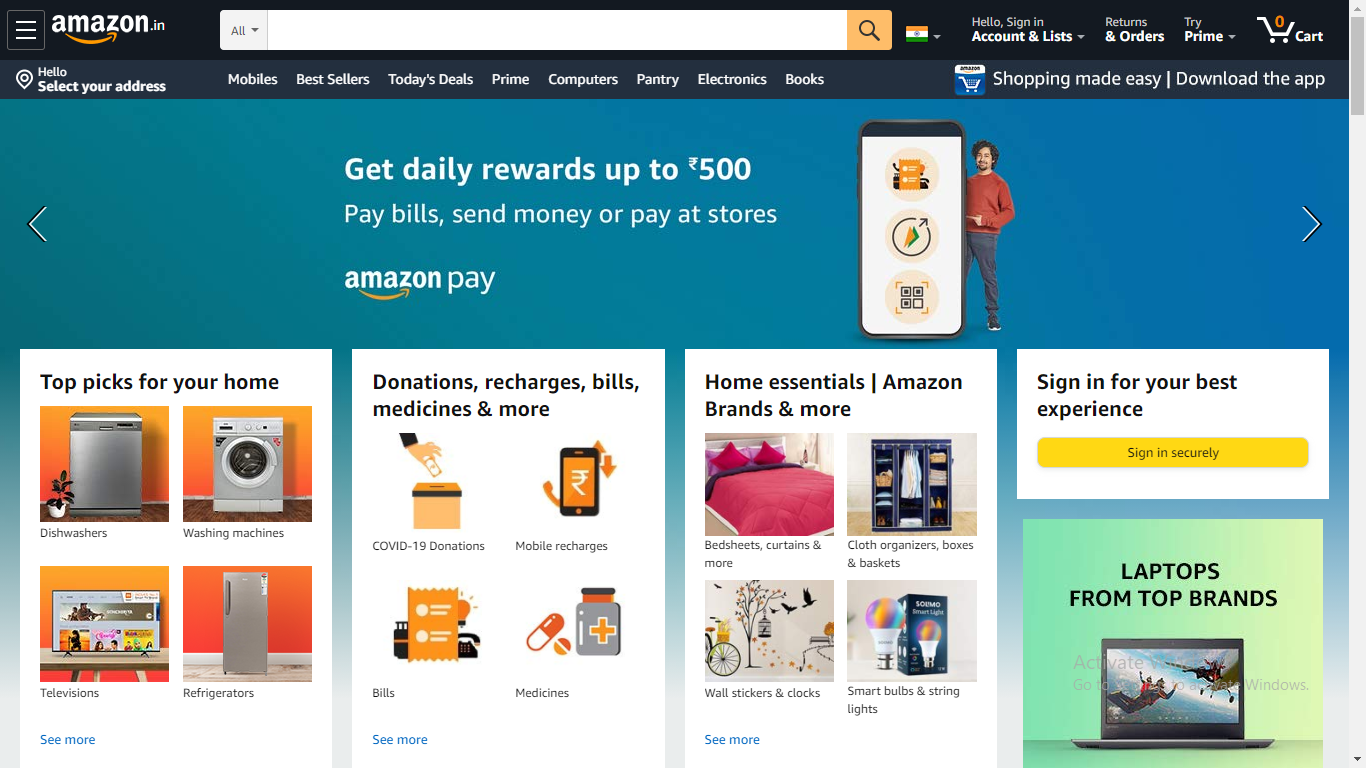 amazon.in
All
Hello, Sign in
Account & Lists
Returns
& Orders
Try
Prime
0
Cart
Hello
Select your address
Mobiles
Best Sellers
Today's Deals
Prime
Computers
Pantry
Electronics
Books
amazon
Shopping made easy | Download the app
Get daily rewards up to ₹500
Pay bills, send money or pay at stores
amazon pay
Top picks for your home
Dishwashers
Washing machines
Televisions
Refrigerators
See more
Donations, recharges, bills,
medicines & more
COVID-19 Donations
Mobile recharges
Bills
Medicines
See more
Home essentials | Amazon
Brands & more
Bedsheets, curtains &
more
Cloth organizers, boxes
& baskets
SOLIMO
Smart Light
Wall stickers & clocks
Smart bulbs & string
lights
See more
Sign in for your best
experience
Sign in securely
LAPTOPS
FROM TOP BRANDS
Activate
Go to
to activate Windows.